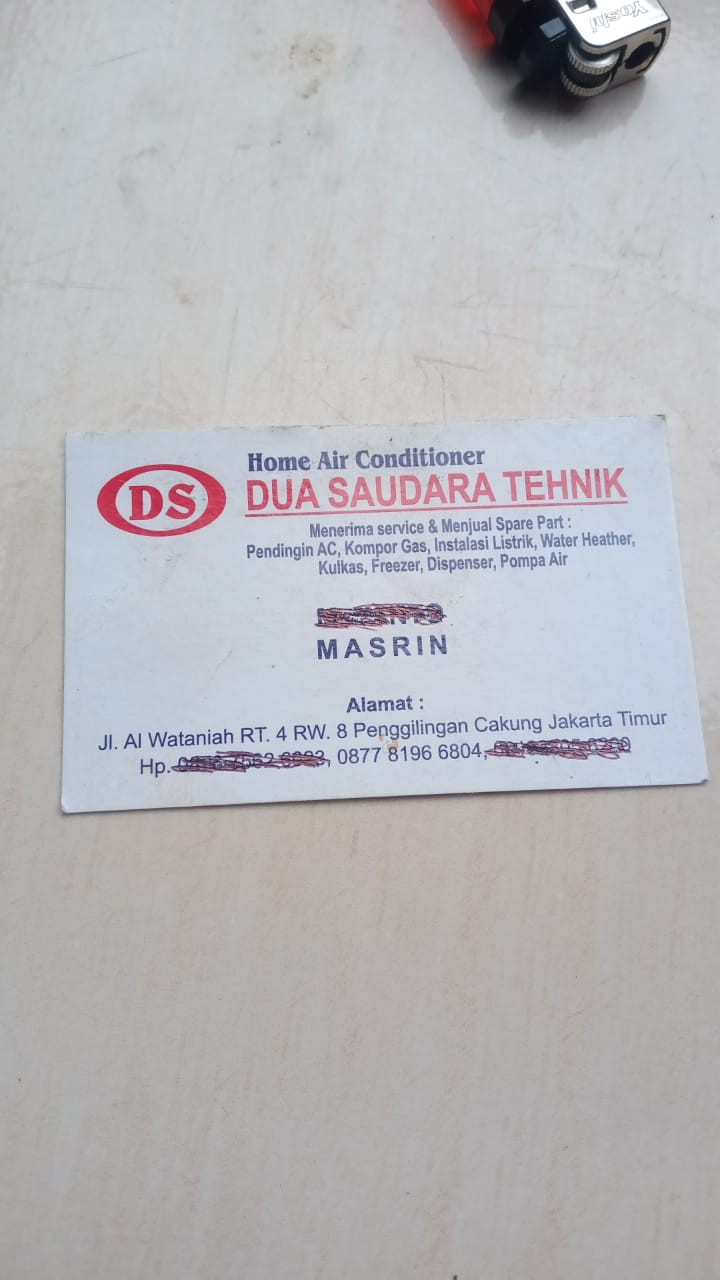 Yoshi
DS
Home Air Conditioner
DUA SAUDARA TEHNIK
Menerima service & Menjual Spare Part :
Pendingin AC, Kompor Gas, Instalasi Listrik, Water Heather,
Kulkas, Freezer, Dispenser, Pompa Air
MASRIN
Alamat :
Jl. Al Wataniah RT. 4 RW. 8 Penggilingan Cakung Jakarta Timur
Hp. , 0877 8196 6804,